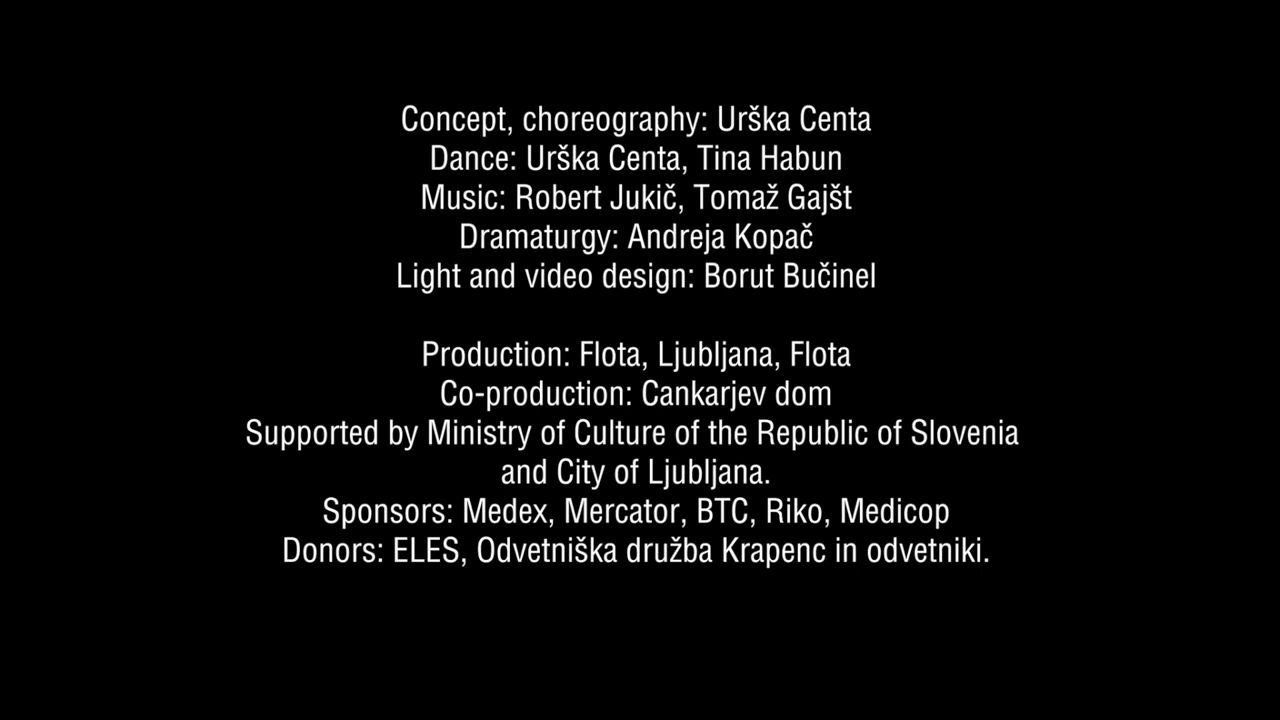 Concept, choreography: Urška Centa
Dance: Urška Centa, Tina Habun
Music: Robert Jukič, Tomaž Gajšt
Dramaturgy: Andreja Kopač
Light and video design: Borut Bučinel
Production: Flota, Ljubljana, Flota
Co-production: Cankarjev dom
Supported by Ministry of Culture of the Republic of Slovenia
and City of Ljubljana.
Sponsors: Medex, Mercator, BTC, Riko, Medicop
Donors: ELES, Odvetniška družba Krapenc in odvetniki.